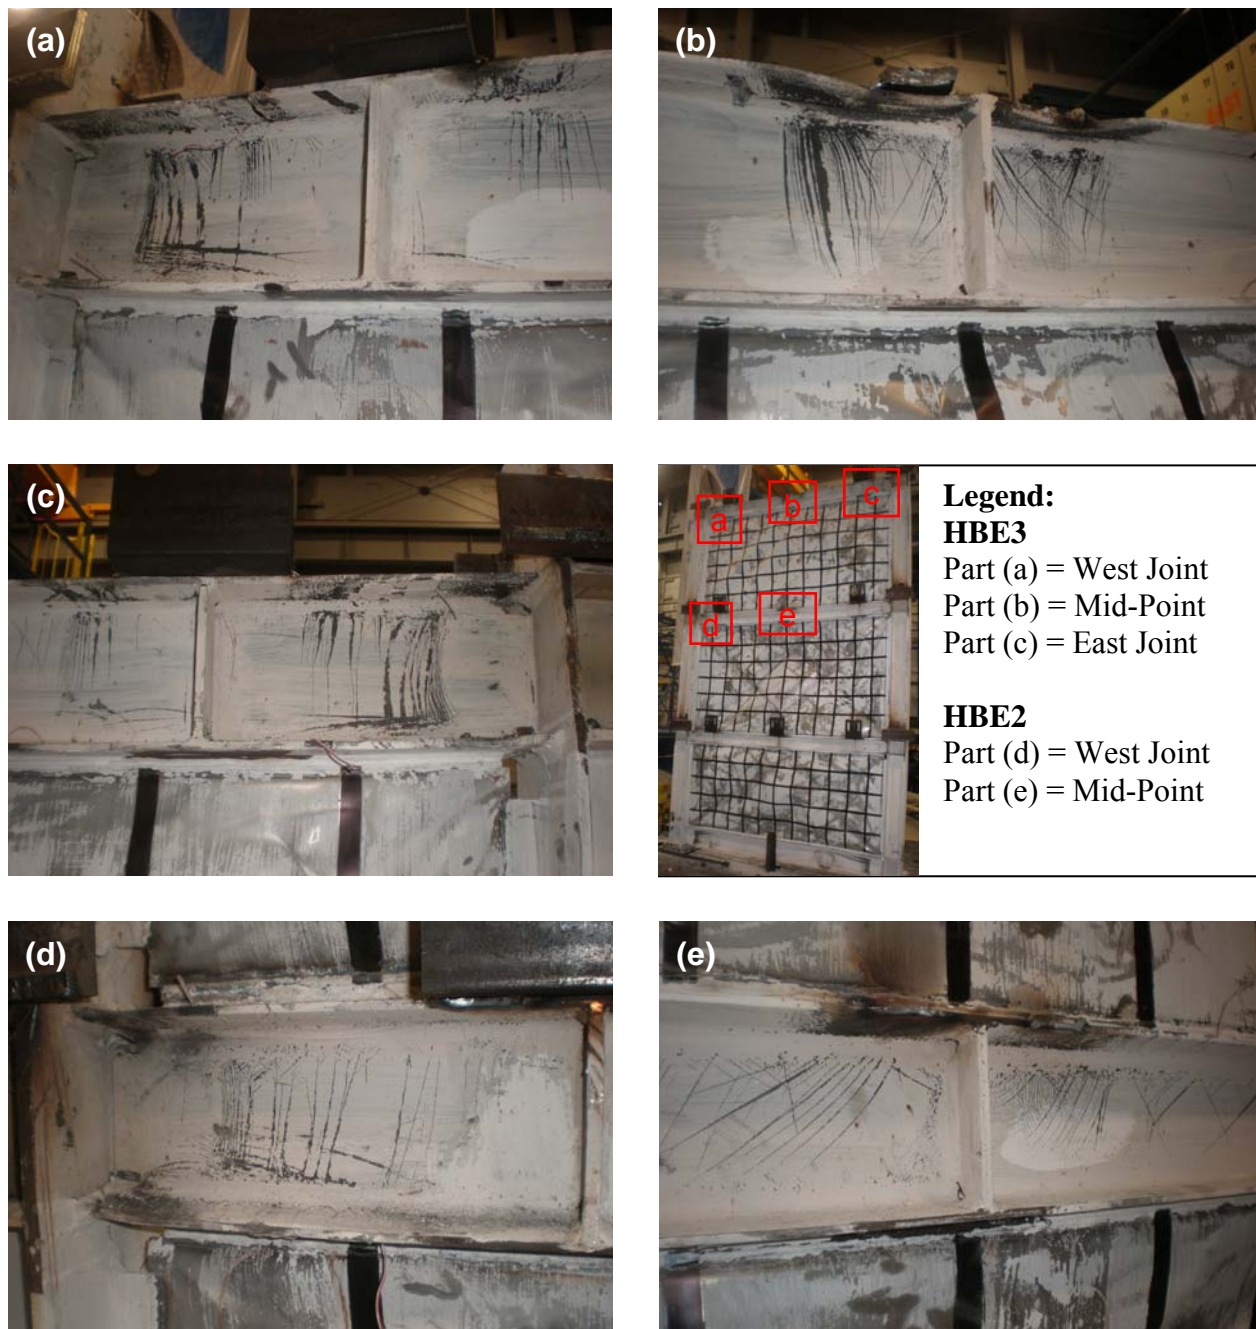 (a)
(b)
(c)
a
b
c
d
e
Legend:
HBE3
Part (a) = West Joint
Part (b) = Mid-Point
Part (c) = East Joint
HBE2
Part (d) = West Joint
Part (e) = Mid-Point
(d)
(e)